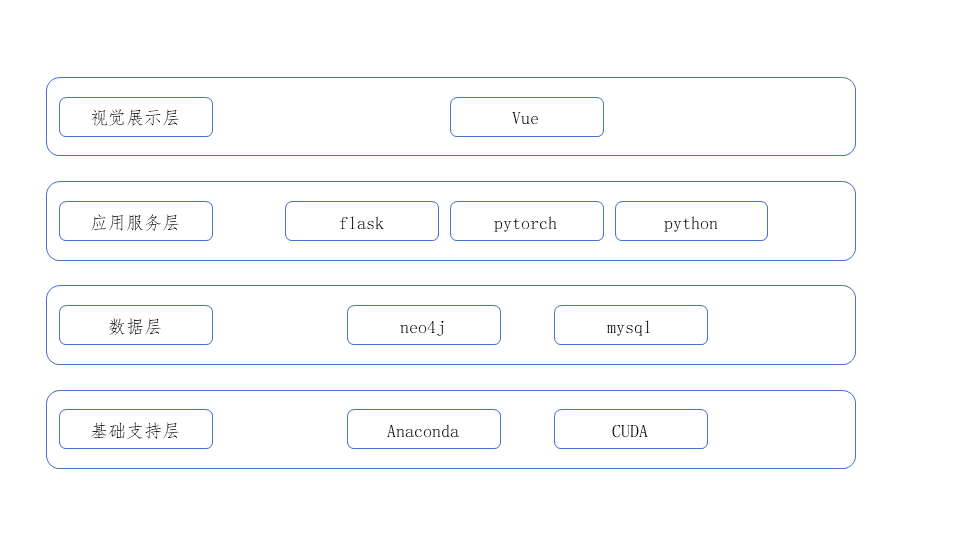 视觉展示层
Vue
应用服务层
flask
pytorch
python
数据层
neo4j
mysql
基础支持层
Anaconda
CUDA